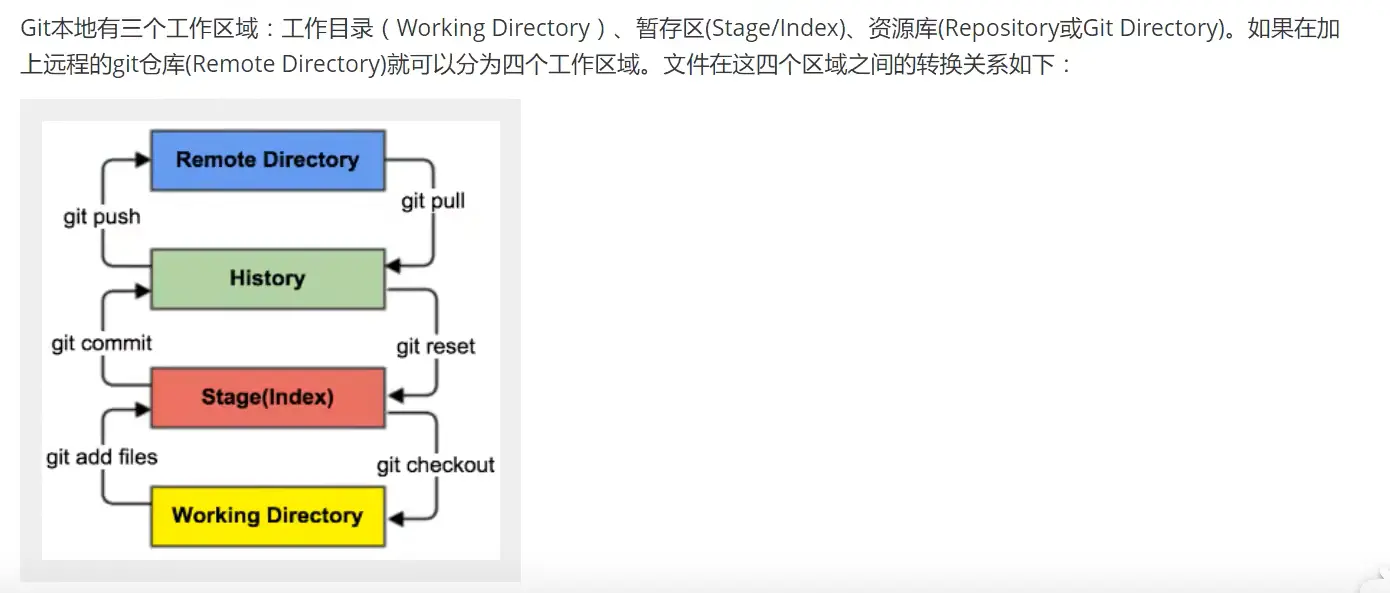 Git本地有三个工作区域：工作目录（Working Directory）、暂存区(Stage/Index)、资源库(Repository或Git Directory)。如果在加
上远程的git仓库(Remote Directory)就可以分为四个工作区域。文件在这四个区域之间的转换关系如下：
Remote Directory
git pull
git push
History
git commit
git reset
Stage(Index)
git add files
git checkout
Working Directory